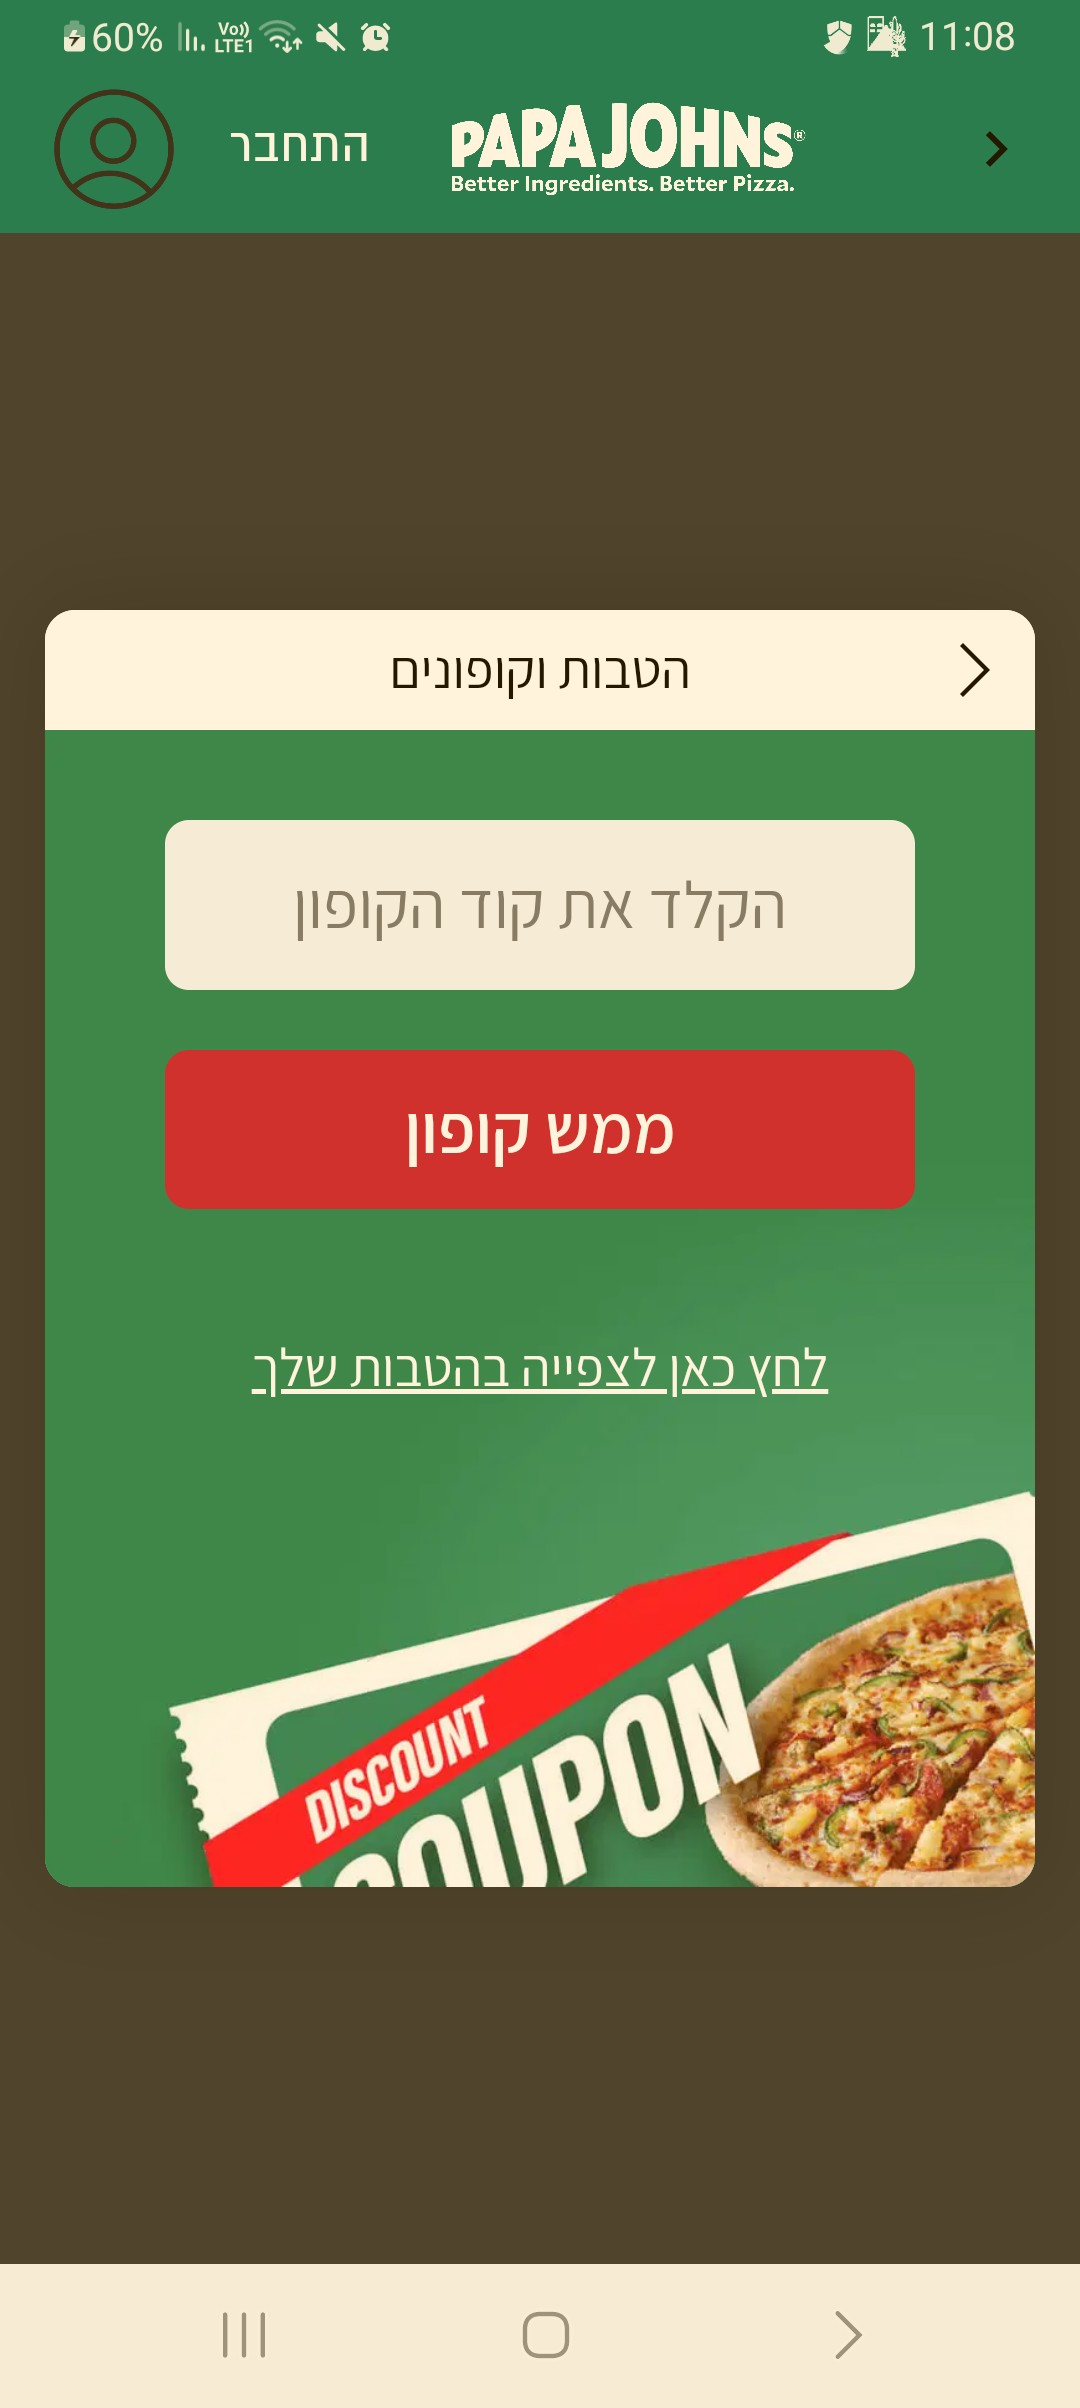 60% Vo)) LTE1 11:08
התחבר
PAPA JOHNS®
Better Ingredients. Better Pizza.
הטבות וקופונים
הקלד את קוד הקופון
ממש קופון
לחץ כאן לצפייה בהטבות שלך
DISCOUNT
COUPON